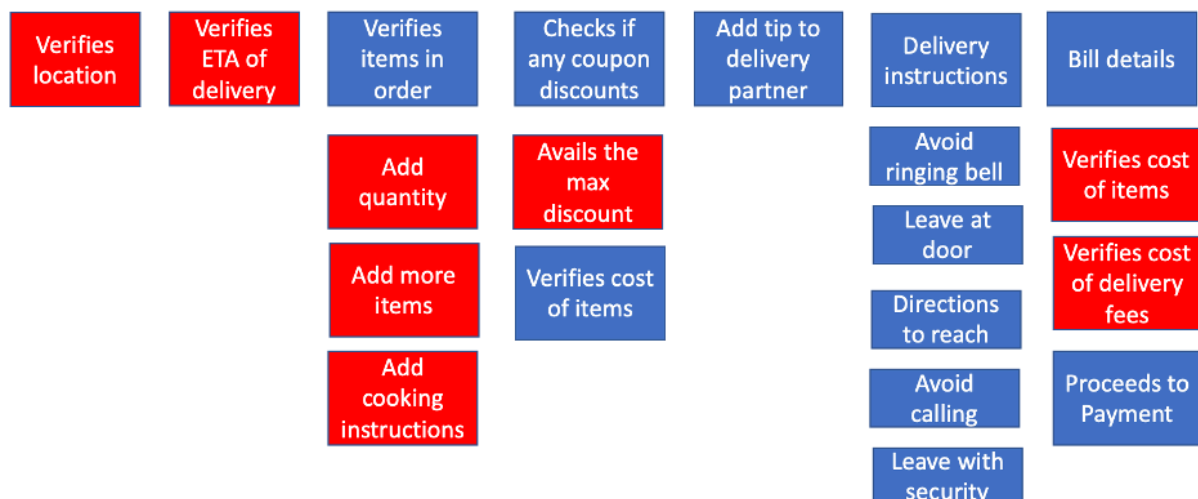 Verifies
location
Verifies
ETA of
delivery
Verifies
items in
order
Checks if
any coupon
discounts
Add tip to
delivery
partner
Delivery
instructions
Bill details
Add
quantity
Add more
items
Add
cooking
instructions
Avails the
max
discount
Verifies cost
of items
Avoid
ringing bell
Leave at
door
Directions
to reach
Avoid
calling
Leave with
security
Verifies cost
of items
Verifies cost
of delivery
fees
Proceeds to
Payment